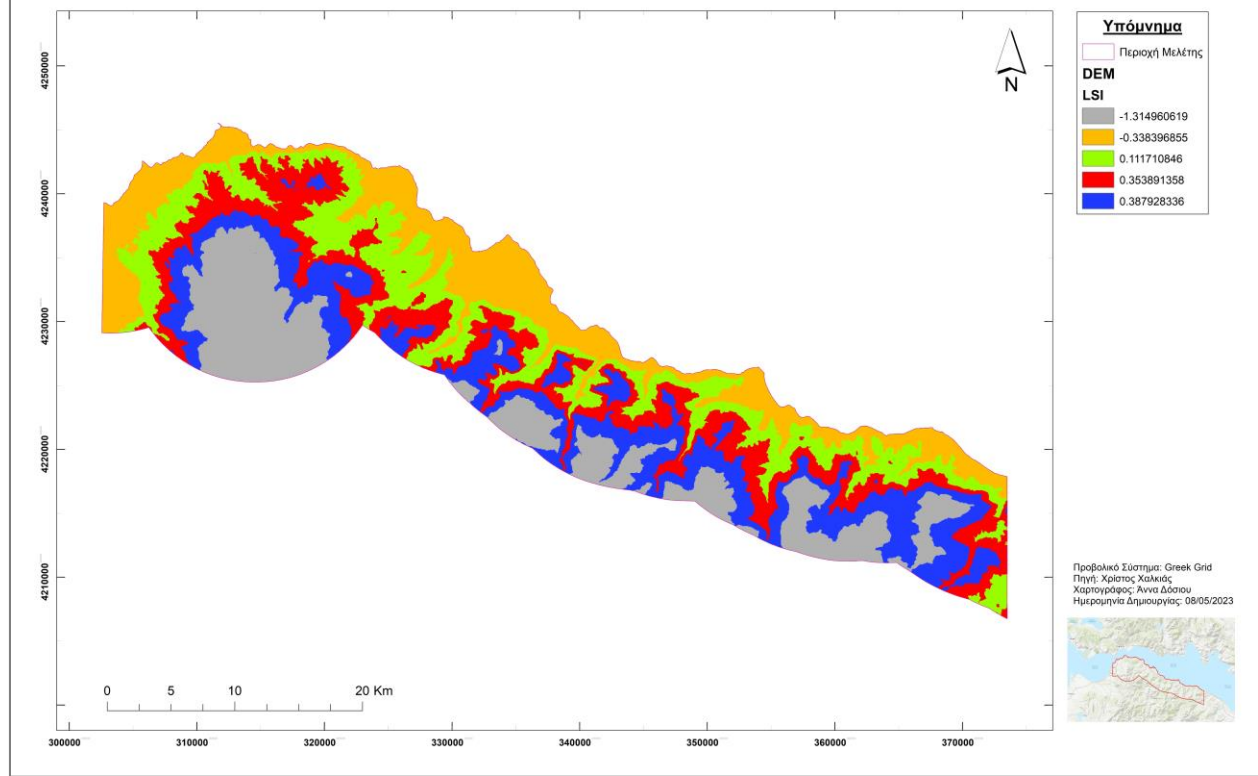 Υπόμνημα
Περιοχή Μελέτης
DEM
LSI
-1.314960619
-0.338396855
0.111710846
0.353891358
0.387928336
N
4250000
4240000
4230000
4220000
4210000
0 5 10 20 Km
300000 310000 320000 330000 340000 350000 360000 370000
Προβολικό Σύστημα: Greek Grid
Πηγή: Χρίστος Χαλκιάς
Χαρτογράφος: Άννα Δόσιου
Ημερομηνία Δημιουργίας: 08/05/2023